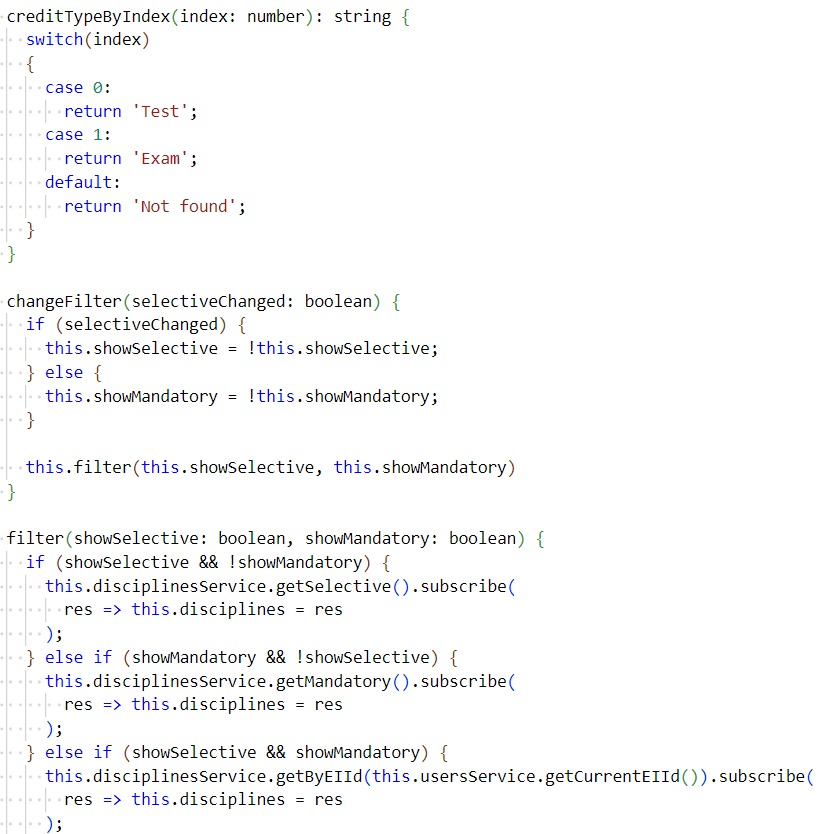 creditTypeByIndex(index: number): string {
switch(index)
{
case 0:
return 'Test';
case 1:
return 'Exam';
default:
return 'Not found';
}
}
changeFilter(selectiveChanged: boolean) {
if (selectiveChanged) {
this.showSelective = !this.showSelective;
} else {
this.showMandatory = !this.showMandatory;
}
this.filter(this.showSelective, this.showMandatory)
}
filter(showSelective: boolean, showMandatory: boolean) {
if (showSelective && !showMandatory) {
this.disciplinesService.getSelective().subscribe(
res => this.disciplines = res
);
} else if (showMandatory && !showSelective) {
this.disciplinesService.getMandatory().subscribe(
res => this.disciplines = res
);
} else if (showSelective && showMandatory) {
this.disciplinesService.getByEIId(this.usersService.getCurrentEIId()).subscribe(
res => this.disciplines = res
);